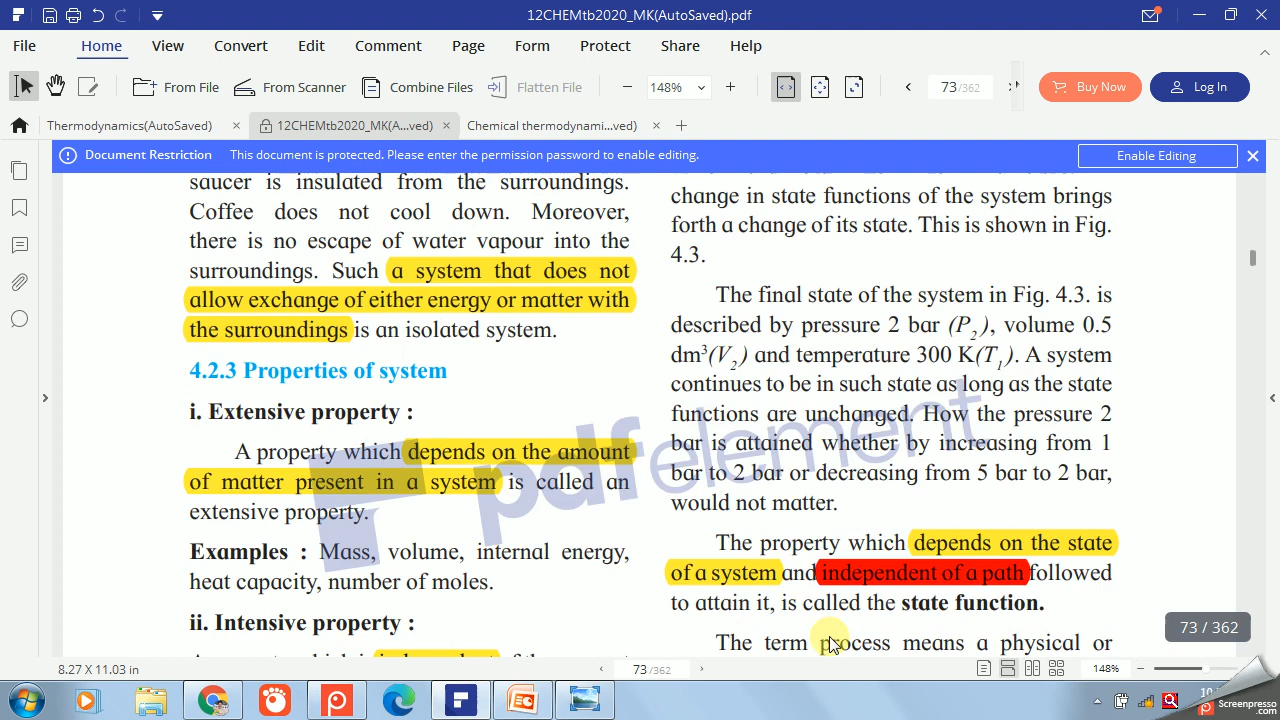 12CHEMtb2020_MK(AutoSaved).pdf
File Home View Convert Edit Comment Page Form Protect Share Help
From File From Scanner Combine Files Flatten File 148% 73/362 Buy Now Log In
Thermodynamics(AutoSaved) × 12CHEMtb2020_MK(A...ved) × Chemical thermodynami...ved) × +
Document Restriction This document is protected. Please enter the permission password to enable editing. Enable Editing
saucer is insulated from the surroundings.
Coffee does not cool down. Moreover,
there is no escape of water vapour into the
surroundings. Such a system that does not
allow exchange of either energy or matter with
the surroundings is an isolated system.
4.2.3 Properties of system
i. Extensive property :
A property which depends on the amount
of matter present in a system is called an
extensive property.
Examples : Mass, volume, internal energy,
heat capacity, number of moles.
ii. Intensive property :
change in state functions of the system brings
forth a change of its state. This is shown in Fig.
4.3.
The final state of the system in Fig. 4.3. is
described by pressure 2 bar (P₂), volume 0.5
dm³(V₂) and temperature 300 K(T₁). A system
continues to be in such state as long as the state
functions are unchanged. How the pressure 2
bar is attained whether by increasing from 1
bar to 2 bar or decreasing from 5 bar to 2 bar,
would not matter.
The property which depends on the state
of a system and independent of a path followed
to attain it, is called the state function.
The term process means a physical or
pdfelement
73 / 362
8.27 X 11.03 in 73/362 148%
Screenpresso
.com